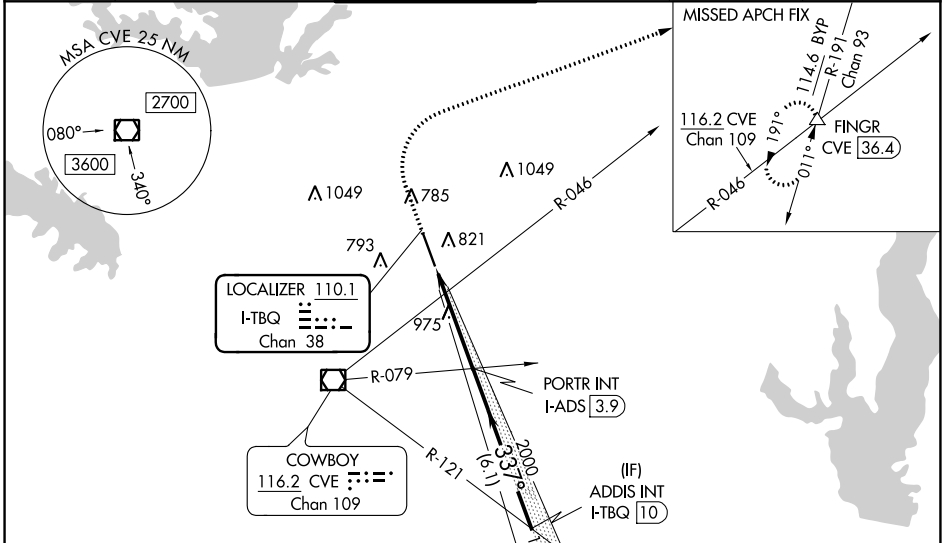 MSA CVE 25 NM
2700
080°
3600
340°
MISSED APCH FIX
114.6 BYP
R-191
Chan 93
116.2 CVE
Chan 109
191°
011°
FINGR
CVE 36.4
R-046
1049
785
1049
793
821
R-046
LOCALIZER 110.1
I-TBQ
Chan 38
975
R-079
PORTR INT
I-ADS 3.9
COWBOY
116.2 CVE
Chan 109
R-121
337°
2000
(6.1)
(IF)
ADDIS INT
I-TBQ 10